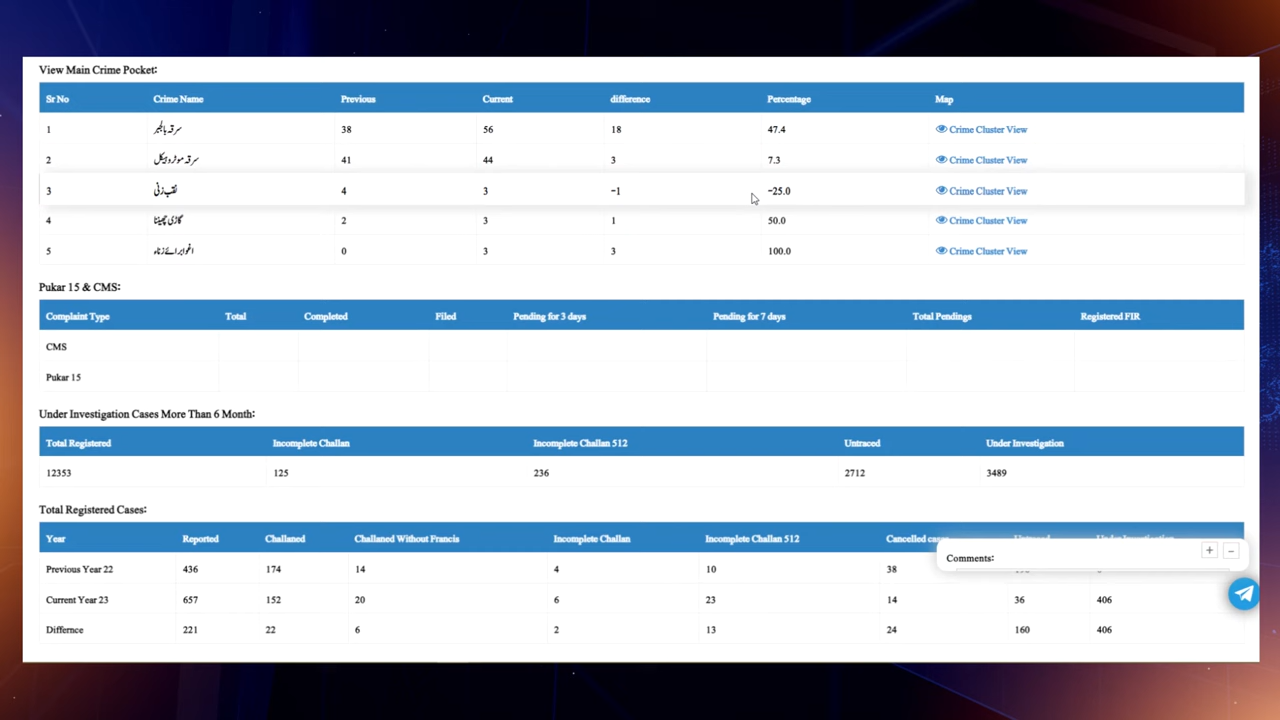 View Main Crime Pocket:
Sr No Crime Name Previous Current difference Percentage Map
1 سرقہ بالجبر 38 56 18 47.4 Crime Cluster View
2 سرقہ موٹر وہیکل 41 44 3 7.3 Crime Cluster View
3 نقب زنی 4 3 -1 -25.0 Crime Cluster View
4 گاڑی چھیننا 2 3 1 50.0 Crime Cluster View
5 اغوا برائے زناہ 0 3 3 100.0 Crime Cluster View
Pukar 15 & CMS:
Complaint Type Total Completed Filed Pending for 3 days Pending for 7 days Total Pendings Registered FIR
CMS
Pukar 15
Under Investigation Cases More Than 6 Month:
Total Registered Incomplete Challan Incomplete Challan 512 Untraced Under Investigation
12353 125 236 2712 3489
Total Registered Cases:
Year Reported Challaned Challaned Without Francis Incomplete Challan Incomplete Challan 512 Cancelled
Comments: + −
Previous Year 22 436 174 14 4 10 38
Current Year 23 657 152 20 6 23 14 36 406
Differnce 221 22 6 2 13 24 160 406